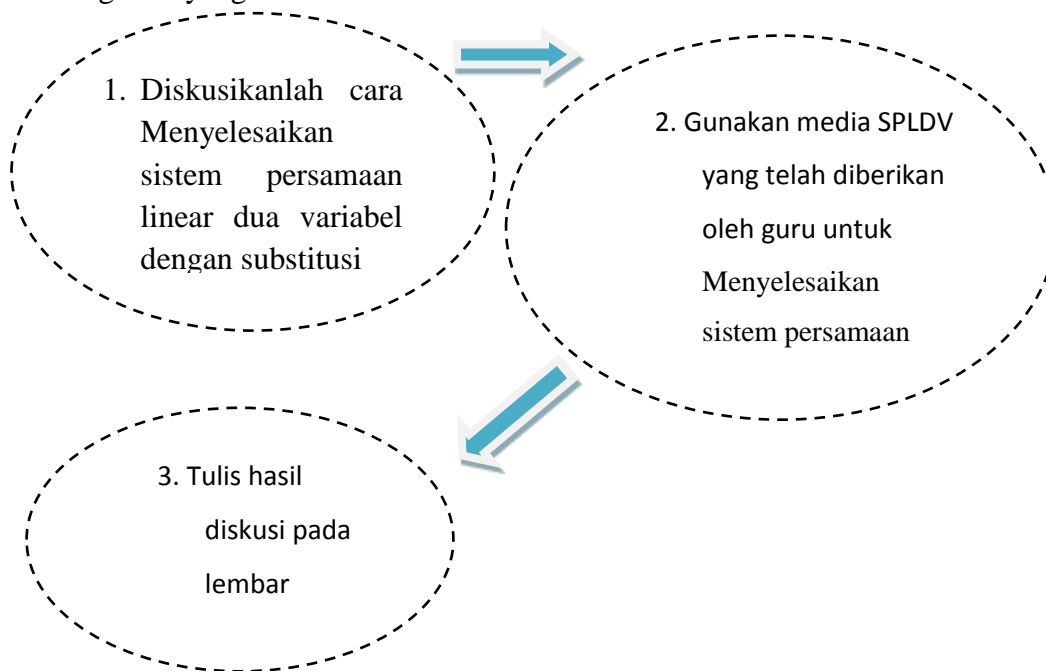 1. Diskusikanlah cara
Menyelesaikan
sistem persamaan
linear dua variabel
dengan substitusi
2. Gunakan media SPLDV
yang telah diberikan
oleh guru untuk
Menyelesaikan
sistem persamaan
3. Tulis hasil
diskusi pada
lembar